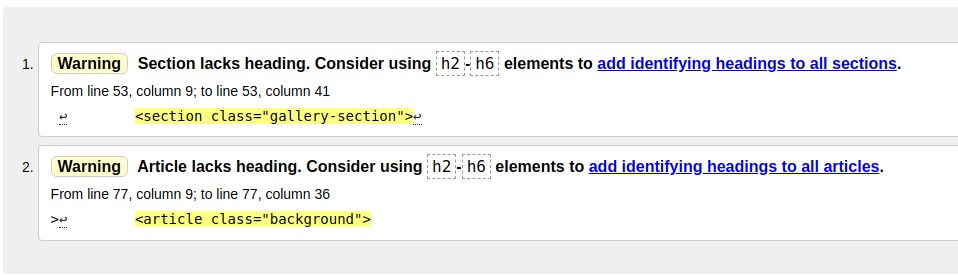 1. Warning Section lacks heading. Consider using h2-h6 elements to add identifying headings to all sections.
From line 53, column 9; to line 53, column 41
↩ <section class="gallery-section">↩
2. Warning Article lacks heading. Consider using h2-h6 elements to add identifying headings to all articles.
From line 77, column 9; to line 77, column 36
>↩ <article class="background">